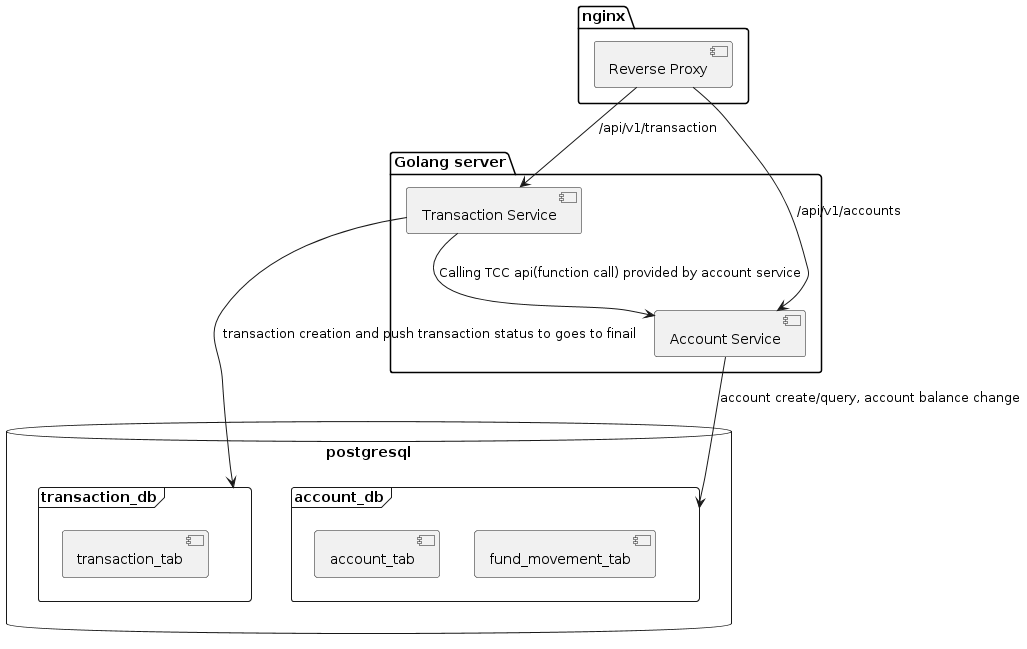 nginx
Reverse Proxy
/api/v1/transaction
Golang server
Transaction Service
/api/v1/accounts
Calling TCC api(function call) provided by account service
transaction creation and push transaction status to goes to finail
Account Service
account create/query, account balance change
postgresql
transaction_db
account_db
transaction_tab
account_tab
fund_movement_tab